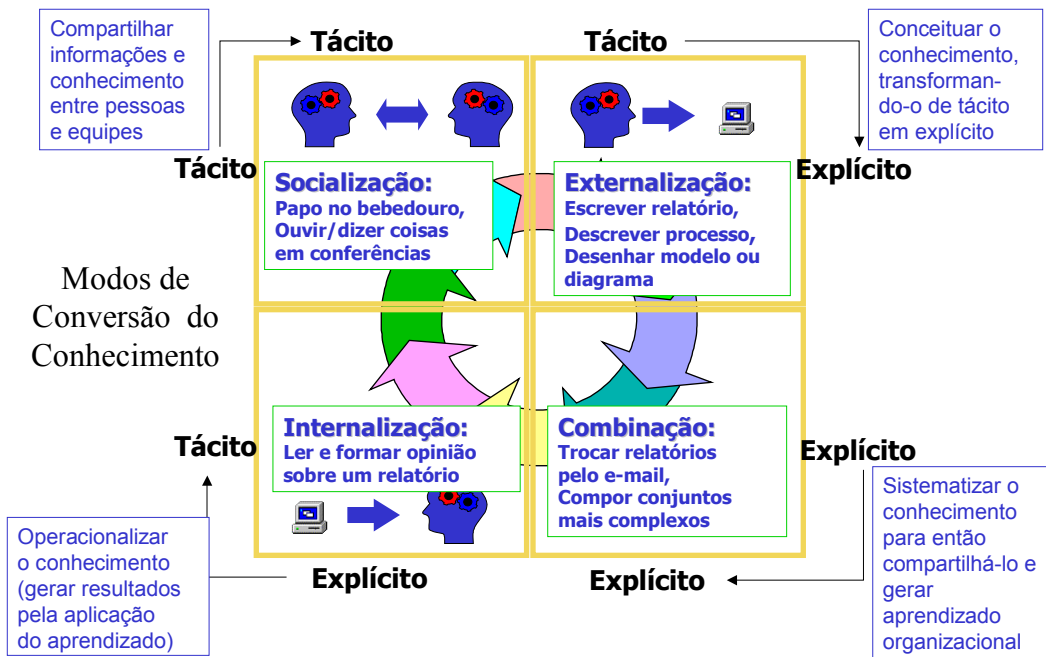 Compartilhar
informações e
conhecimento
entre pessoas
e equipes
Tácito
Tácito
Conceituar o
conhecimento,
transforman-
do-o de tácito
em explícito
Tácito
Explícito
Socialização:
Papo no bebedouro,
Ouvir/dizer coisas
em conferências
Externalização:
Escrever relatório,
Descrever processo,
Desenhar modelo ou
diagrama
Modos de
Conversão do
Conhecimento
Tácito
Internalização:
Ler e formar opinião
sobre um relatório
Combinação:
Trocar relatórios
pelo e-mail,
Compor conjuntos
mais complexos
Explícito
Operacionalizar
o conhecimento
(gerar resultados
pela aplicação
do aprendizado)
Explícito
Explícito
Sistematizar o
conhecimento
para então
compartilhá-lo e
gerar
aprendizado
organizacional